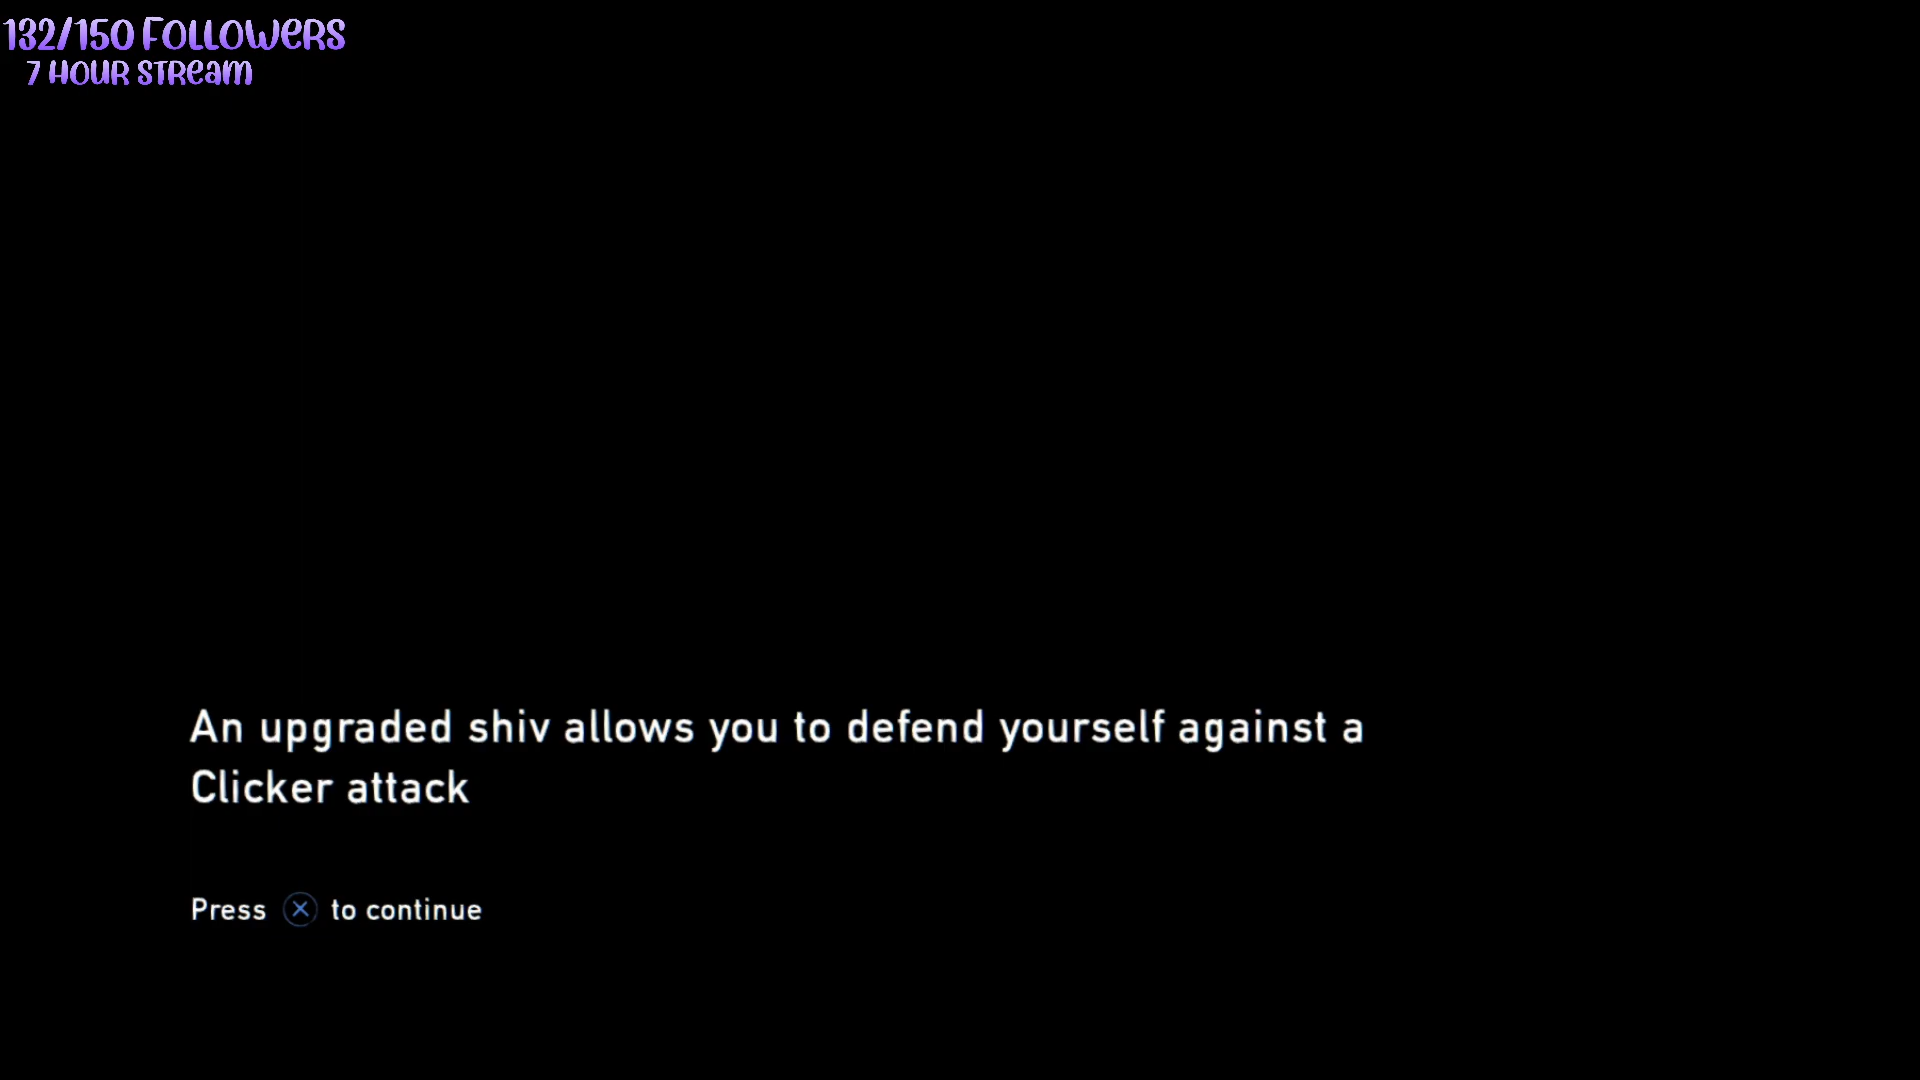 132/150 Followers
7 Hour Stream
An upgraded shiv allows you to defend yourself against a
Clicker attack
Press ⓧ to continue